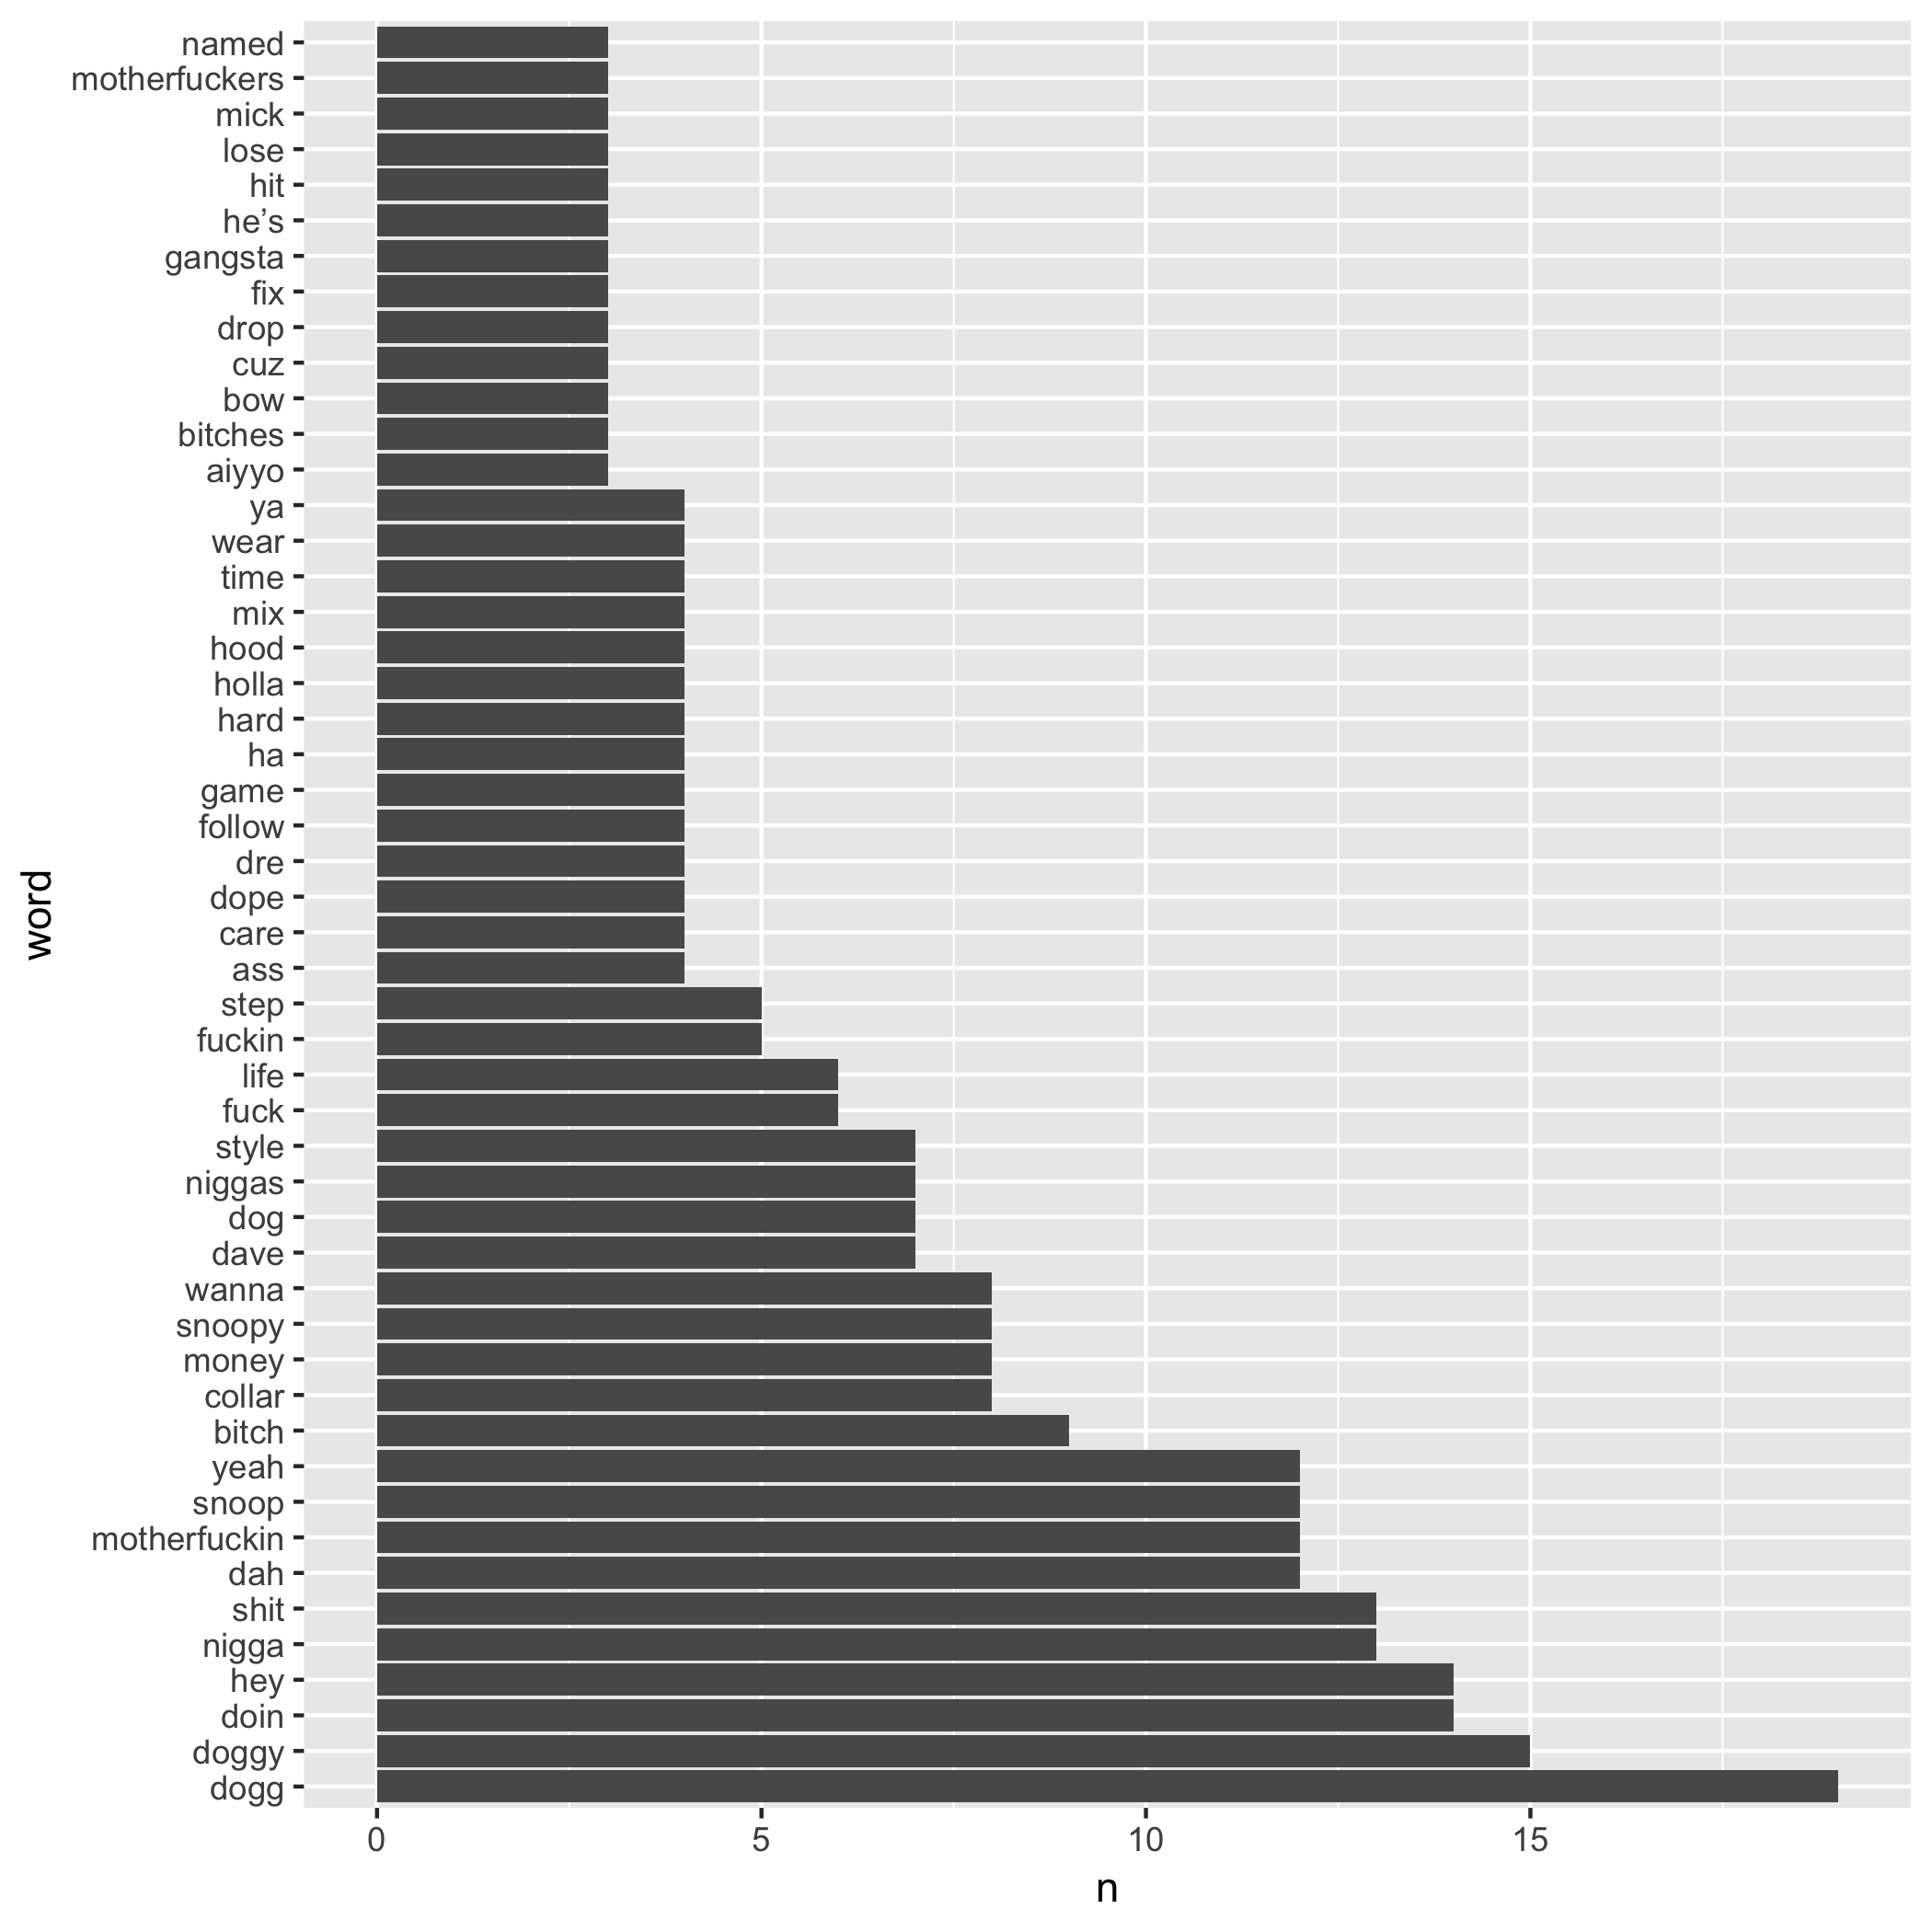 named
motherfuckers
mick
lose
hit
he’s
gangsta
fix
drop
cuz
bow
bitches
aiyyo
ya
wear
time
mix
hood
holla
hard
ha
game
follow
dre
dope
care
ass
step
fuckin
life
fuck
style
niggas
dog
dave
wanna
snoopy
money
collar
bitch
yeah
snoop
motherfuckin
dah
shit
nigga
hey
doin
doggy
dogg
word
0 5 10 15
n